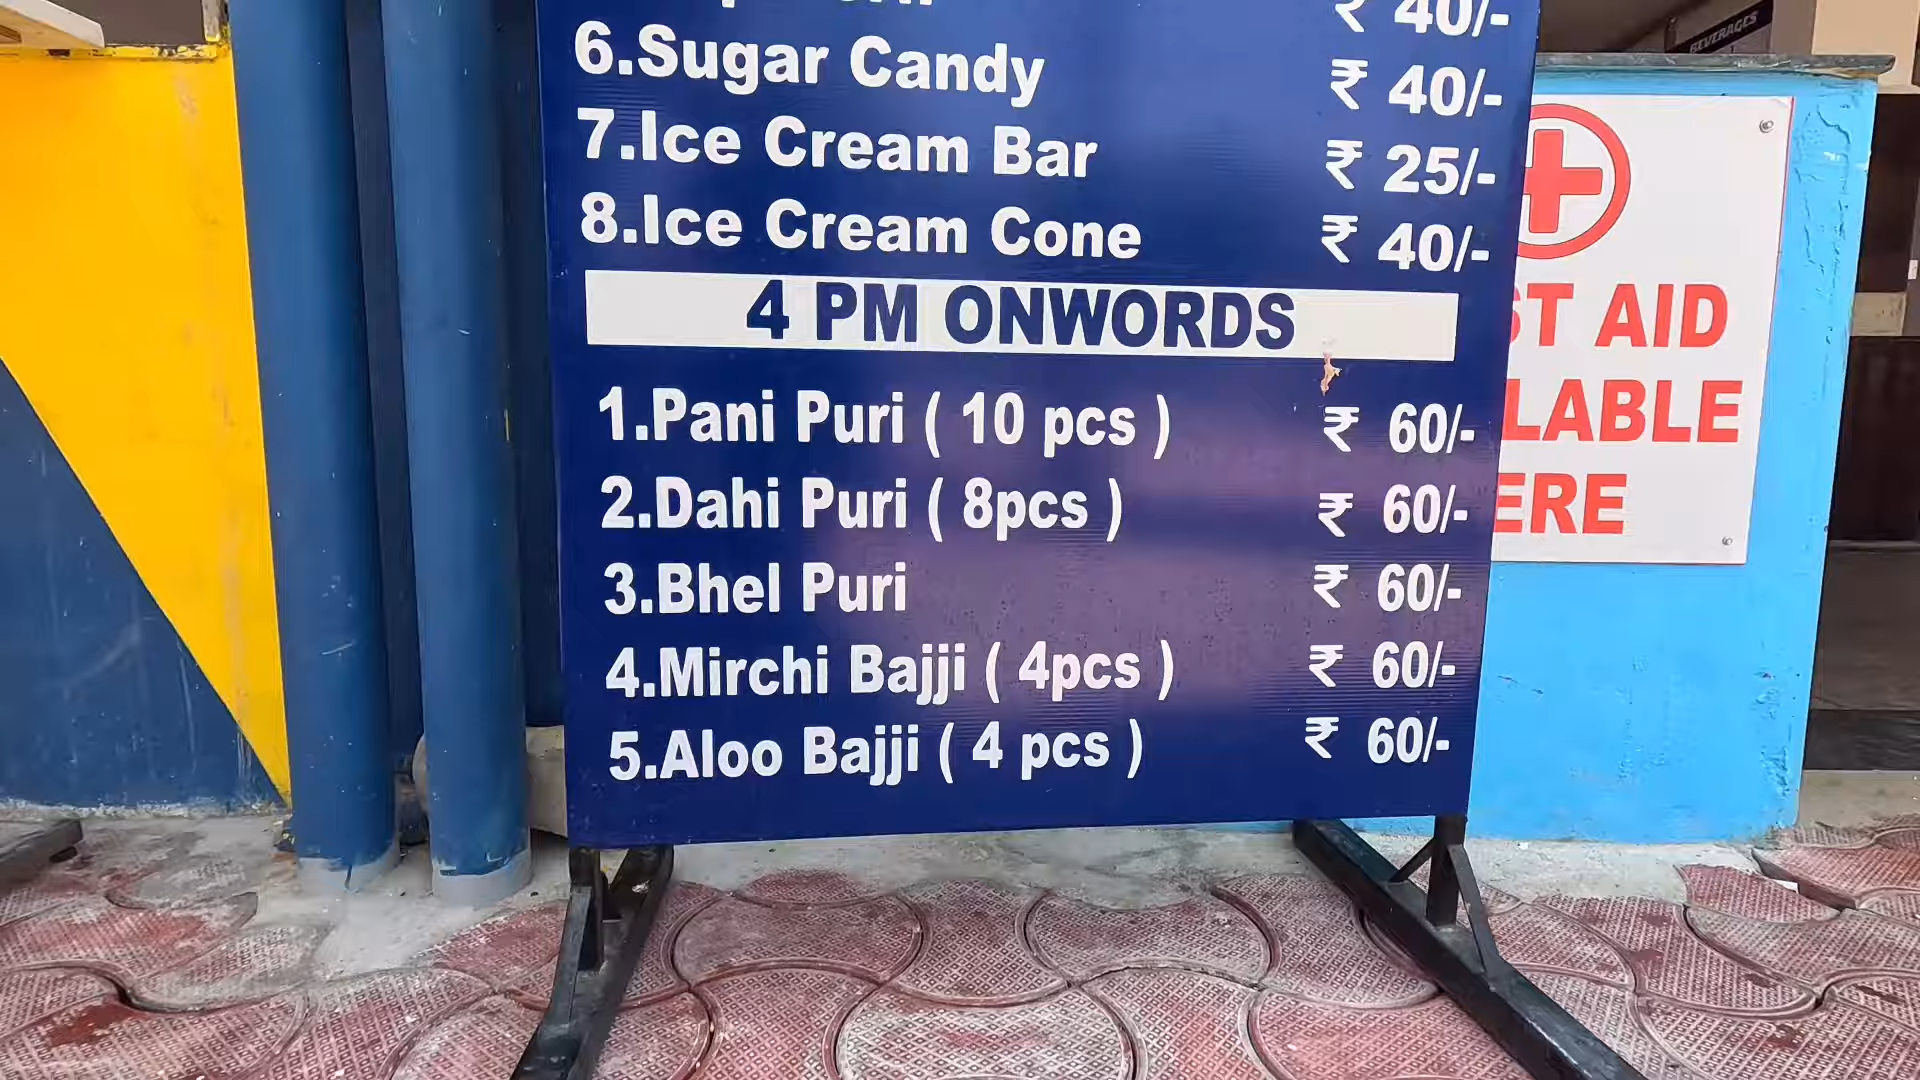 ₹ 40/-
6.Sugar Candy ₹ 40/-
7.Ice Cream Bar ₹ 25/-
8.Ice Cream Cone ₹ 40/-
4 PM ONWORDS
1.Pani Puri ( 10 pcs ) ₹ 60/-
2.Dahi Puri ( 8pcs ) ₹ 60/-
3.Bhel Puri ₹ 60/-
4.Mirchi Bajji ( 4pcs ) ₹ 60/-
5.Aloo Bajji ( 4 pcs ) ₹ 60/-
BEVERAGES
ST AID
LABLE
ERE